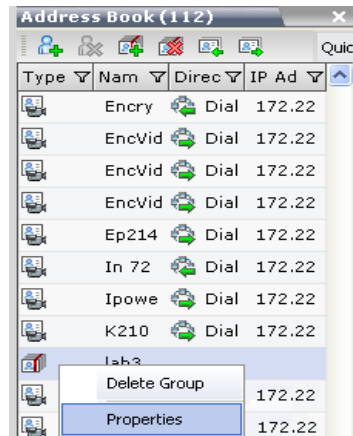 Address Book (112)
Quic
Type Nam Direc IP Ad
Encry Dial 172.22
EncVid Dial 172.22
EncVid Dial 172.22
EncVid Dial 172.22
Ep214 Dial 172.22
In 72 Dial 172.22
Ipowe Dial 172.22
K210 Dial 172.22
lab3
Delete Group
172.22
Properties
172.22